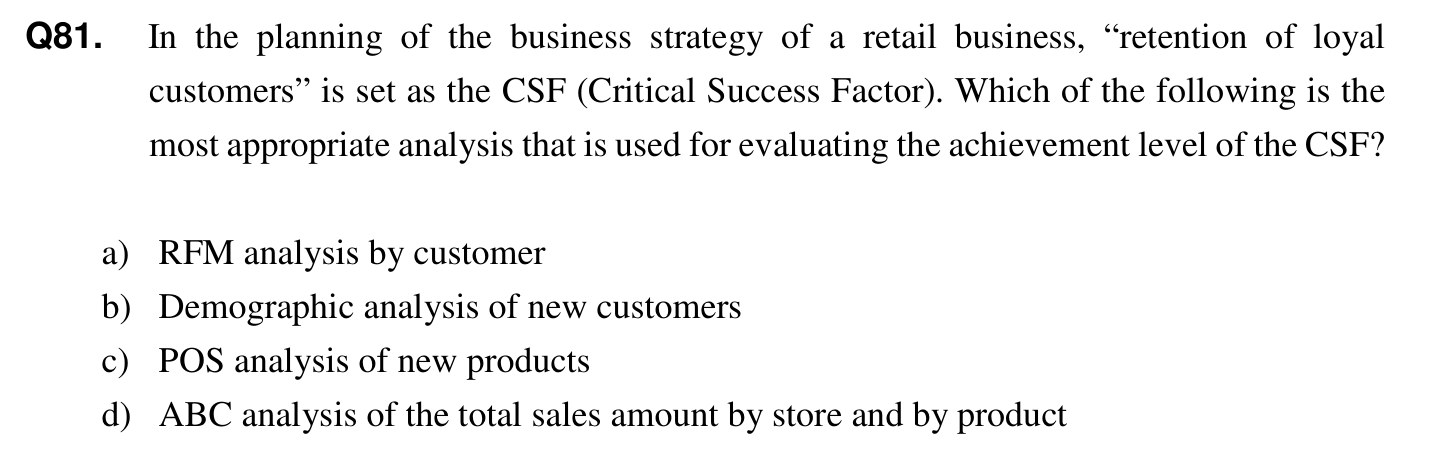 Q81. In the planning of the business strategy of a retail business, “retention of loyal
customers” is set as the CSF (Critical Success Factor). Which of the following is the
most appropriate analysis that is used for evaluating the achievement level of the CSF?
a) RFM analysis by customer
b) Demographic analysis of new customers
c) POS analysis of new products
d) ABC analysis of the total sales amount by store and by product